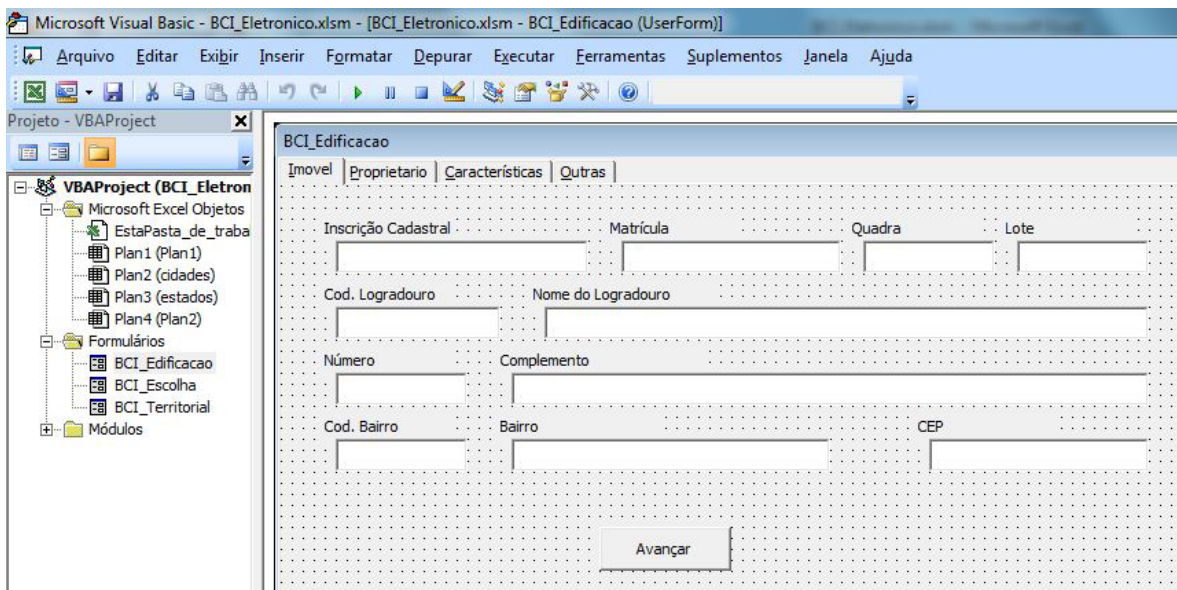 Microsoft Visual Basic - BCI_Eletronico.xlsm - [BCI_Eletronico.xlsm - BCI_Edificacao (UserForm)]
Arquivo Editar Exibir Inserir Formatar Depurar Executar Ferramentas Suplementos Janela Ajuda
Projeto - VBAProject
VBAProject (BCI_Eletron
Microsoft Excel Objetos
EstaPasta_de_traba
Plan1 (Plan1)
Plan2 (cidades)
Plan3 (estados)
Plan4 (Plan2)
Formulários
BCI_Edificacao
BCI_Escolha
BCI_Territorial
Módulos
BCI_Edificacao
Imovel Proprietario Características Outras
Inscrição Cadastral Matrícula Quadra Lote
Cod. Logradouro Nome do Logradouro
Número Complemento
Cod. Bairro Bairro CEP
Avançar